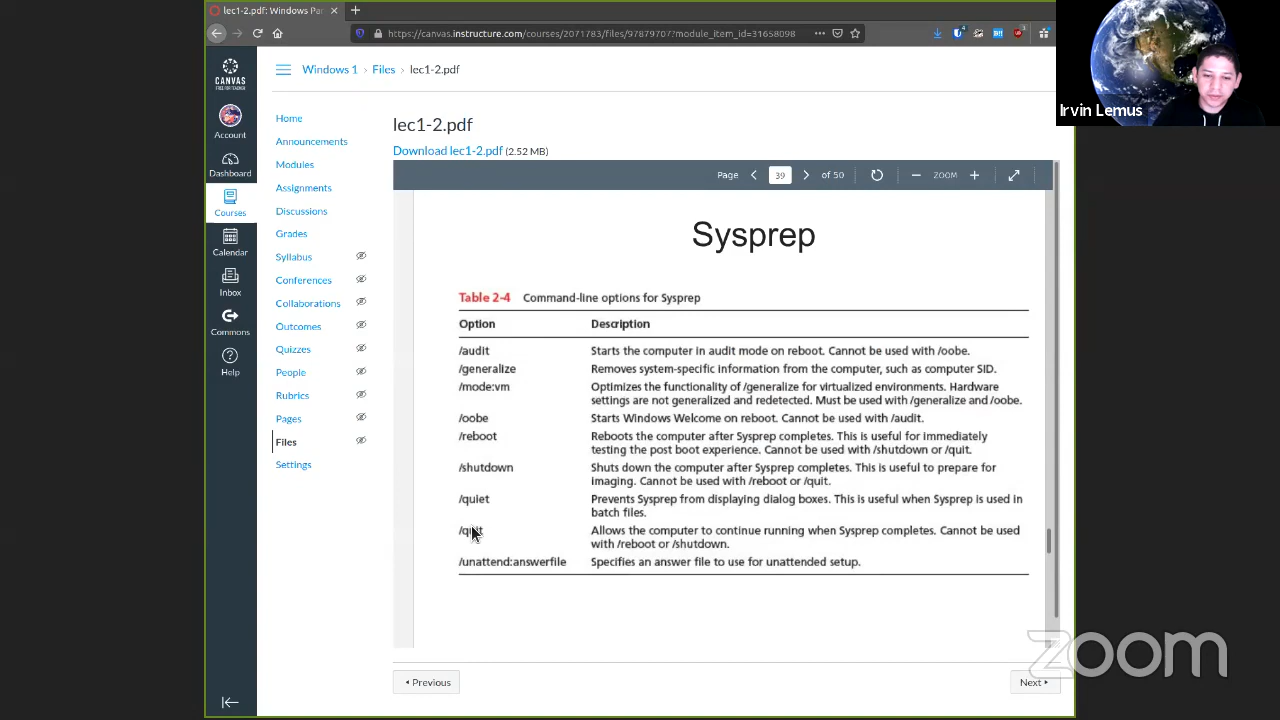 lec1-2.pdf: Windows Par
https://canvas.instructure.com/courses/2071783/files/97879707?module_item_id=31658098
Irvin Lemus
CANVAS
FREE FOR TEACHER
Account
Dashboard
Courses
Calendar
Inbox
Commons
Help
Windows 1 › Files › lec1-2.pdf
Home
Announcements
Modules
Assignments
Discussions
Grades
Syllabus
Conferences
Collaborations
Outcomes
Quizzes
People
Rubrics
Pages
Files
Settings
lec1-2.pdf
Download lec1-2.pdf (2.52 MB)
Page 39 of 50 ZOOM
Sysprep
Table 2-4 Command-line options for Sysprep
Option Description
/audit Starts the computer in audit mode on reboot. Cannot be used with /oobe.
/generalize Removes system-specific information from the computer, such as computer SID.
/mode:vm Optimizes the functionality of /generalize for virtualized environments. Hardware
settings are not generalized and redetected. Must be used with /generalize and /oobe.
/oobe Starts Windows Welcome on reboot. Cannot be used with /audit.
/reboot Reboots the computer after Sysprep completes. This is useful for immediately
testing the post boot experience. Cannot be used with /shutdown or /quit.
/shutdown Shuts down the computer after Sysprep completes. This is useful to prepare for
imaging. Cannot be used with /reboot or /quit.
/quiet Prevents Sysprep from displaying dialog boxes. This is useful when Sysprep is used in
batch files.
/quit Allows the computer to continue running when Sysprep completes. Cannot be used
with /reboot or /shutdown.
/unattend:answerfile Specifies an answer file to use for unattended setup.
Previous
Next
zoom